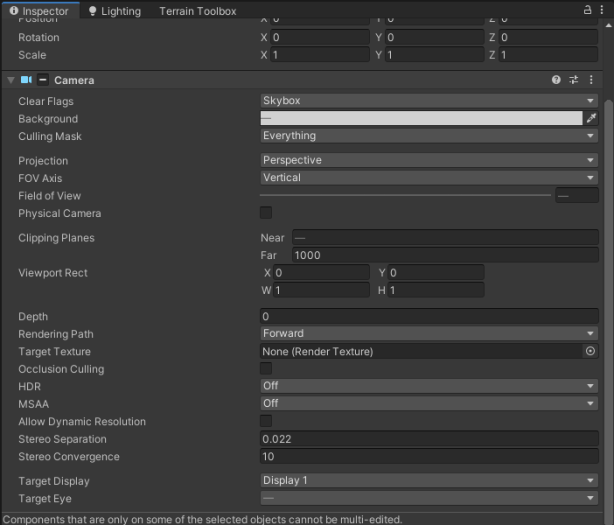 Inspector Lighting Terrain Toolbox
Position X 0 Y 0 Z 0
Rotation X 0 Y 0 Z 0
Scale X 1 Y 1 Z 1
Camera
Clear Flags Skybox
Background —
Culling Mask Everything
Projection Perspective
FOV Axis Vertical
Field of View —
Physical Camera
Clipping Planes Near —
Far 1000
Viewport Rect X 0 Y 0
W 1 H 1
Depth 0
Rendering Path Forward
Target Texture None (Render Texture)
Occlusion Culling
HDR Off
MSAA Off
Allow Dynamic Resolution
Stereo Separation 0.022
Stereo Convergence 10
Target Display Display 1
Target Eye —
Components that are only on some of the selected objects cannot be multi-edited.